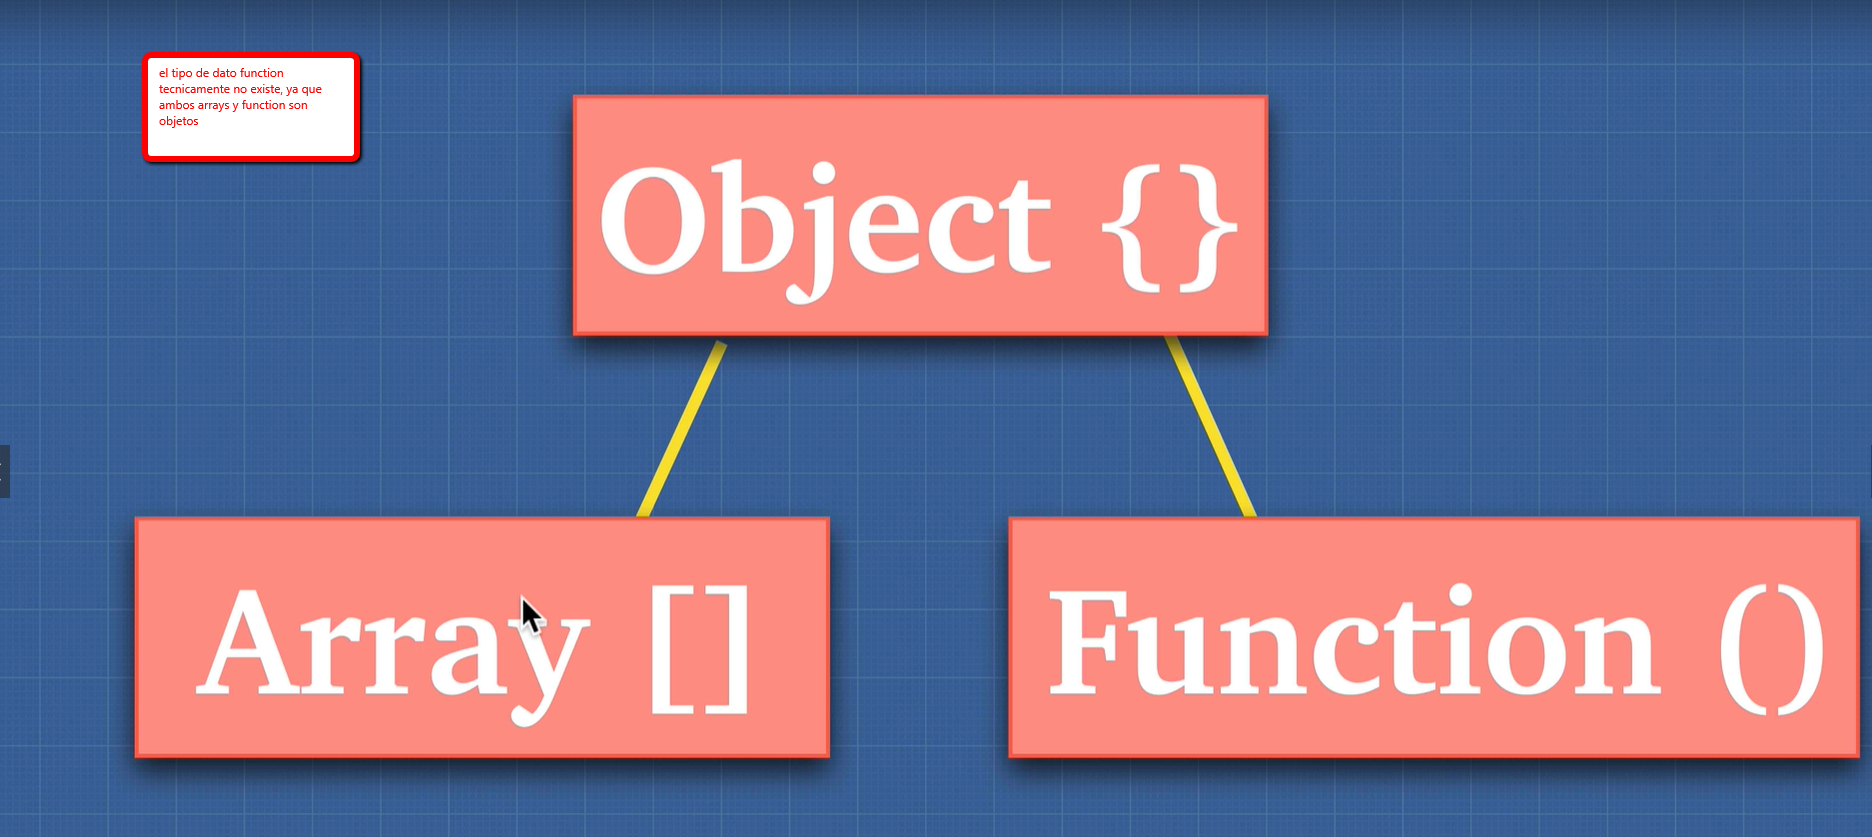 el tipo de dato function
tecnicamente no existe, ya que
ambos arrays y function son
objetos
Object {}
Array []
Function ()